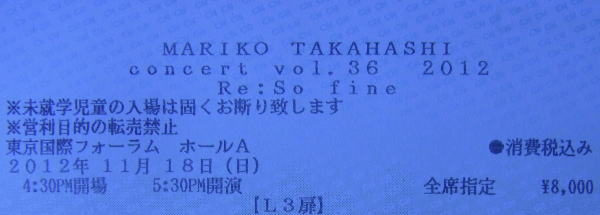 MARIKO TAKAHASHI
concert vol.36 2012
Re:So fine
※未就学児童の入場は固くお断り致します
※営利目的の転売禁止
東京国際フォーラム ホールA
●消費税込み
2012年 11月 18日(日)
4:30PM開場 5:30PM開演 全席指定 ¥8,000
【L3扉】